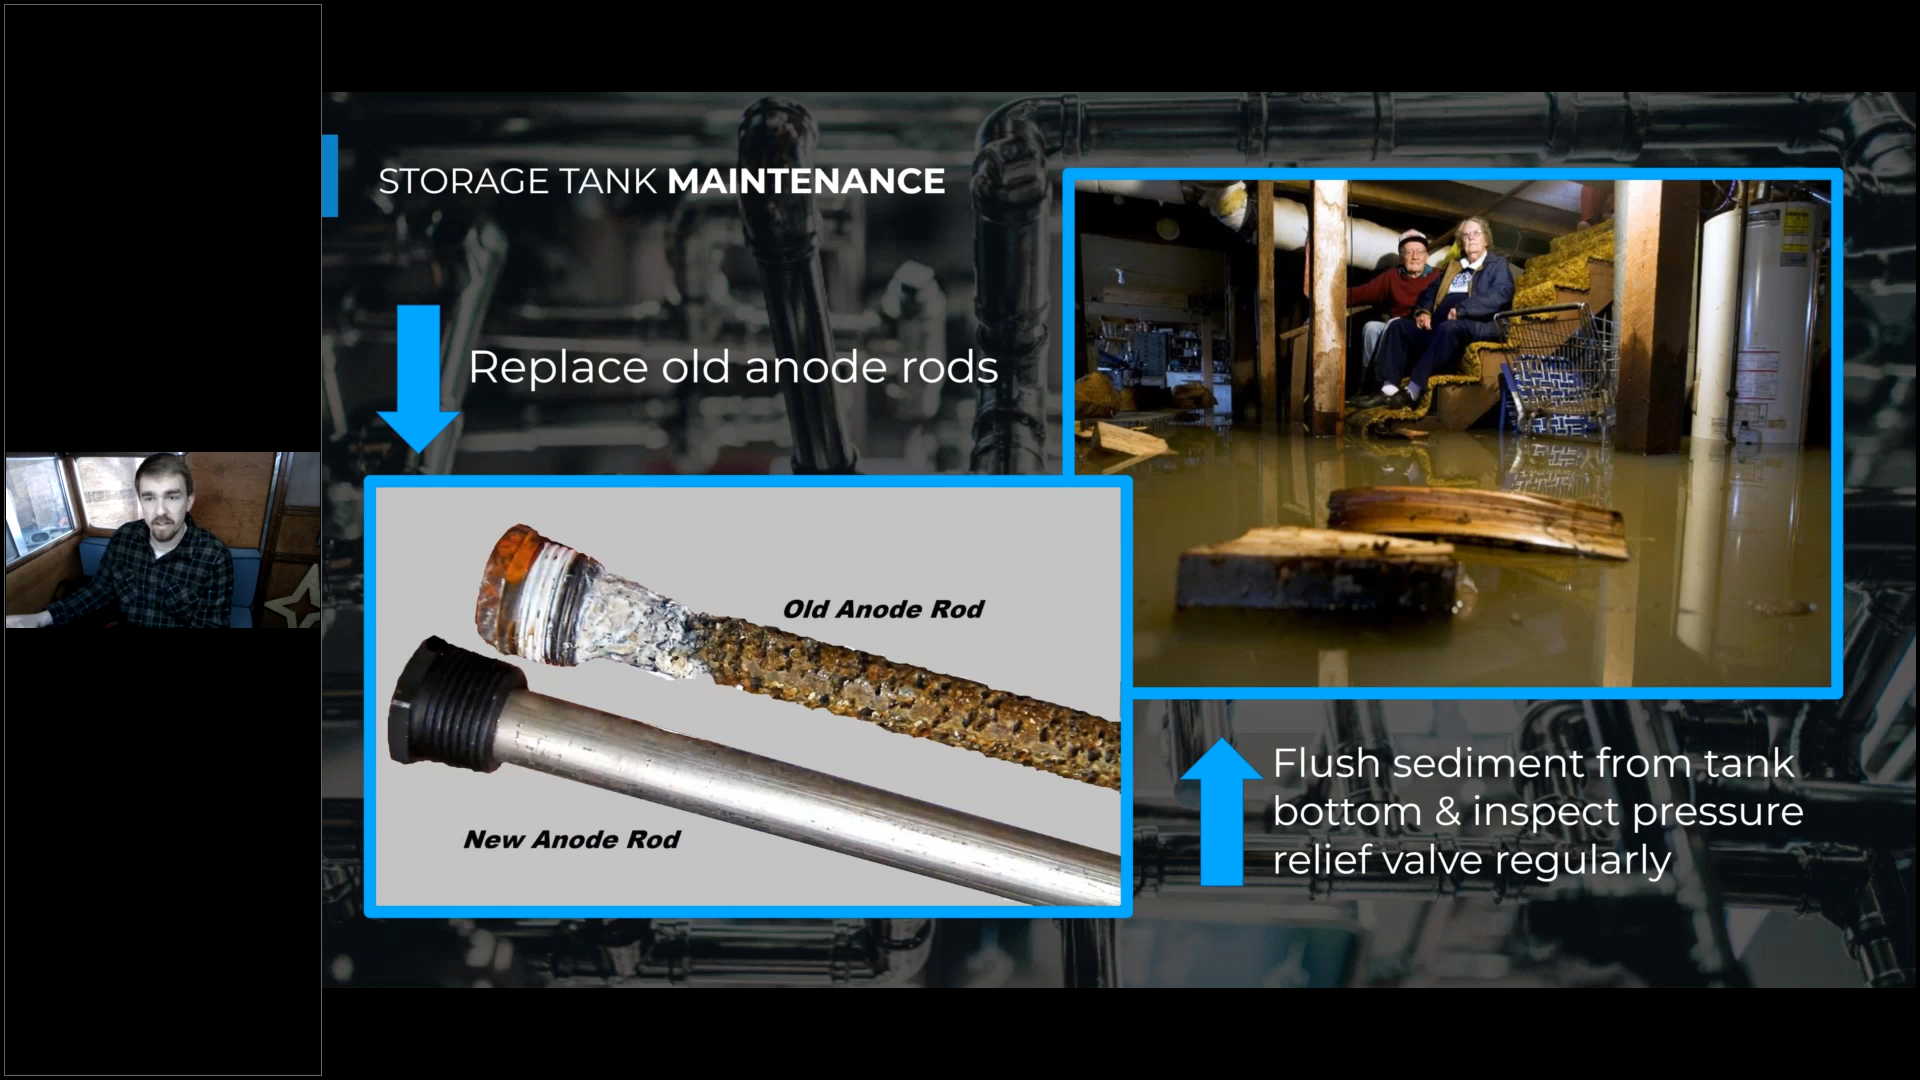 STORAGE TANK MAINTENANCE
Replace old anode rods
Old Anode Rod
New Anode Rod
Flush sediment from tank
bottom & inspect pressure
relief valve regularly